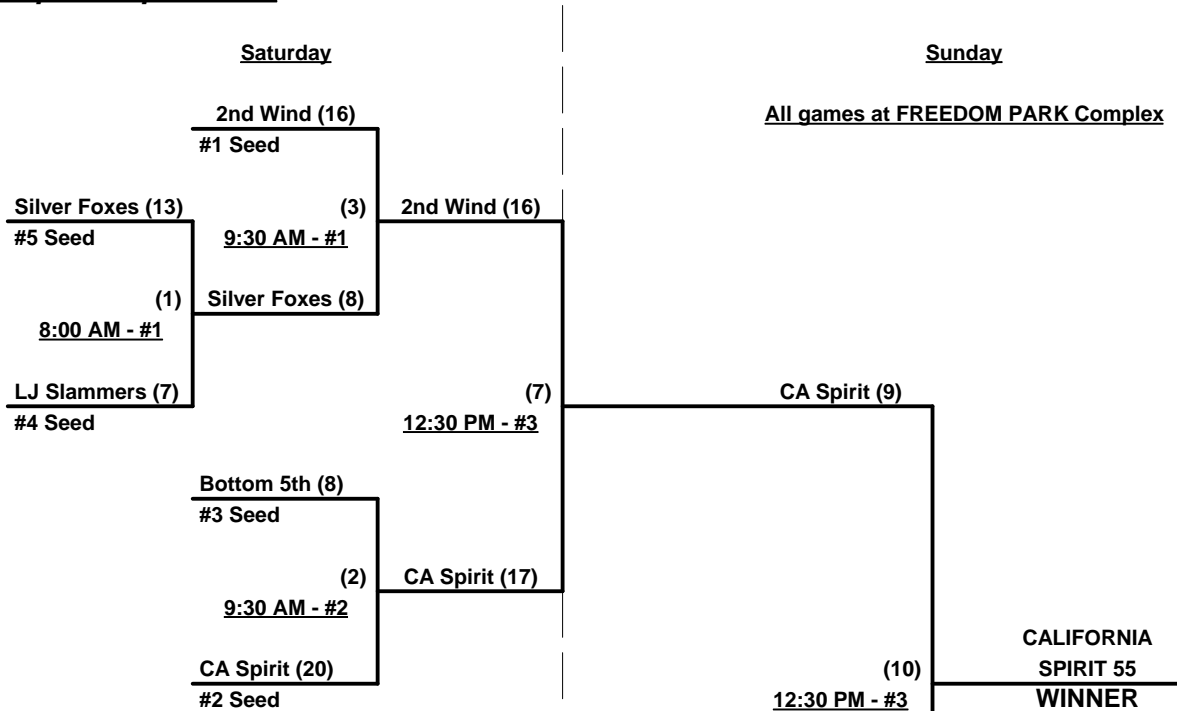 Saturday
Sunday
2nd Wind (16)
All games at FREEDOM PARK Complex
#1 Seed
Silver Foxes (13)
(3)
2nd Wind (16)
#5 Seed
9:30 AM - #1
(1)
Silver Foxes (8)
8:00 AM - #1
LJ Slammers (7)
(7)
CA Spirit (9)
#4 Seed
12:30 PM - #3
Bottom 5th (8)
#3 Seed
(2)
CA Spirit (17)
9:30 AM - #2
CALIFORNIA
CA Spirit (20)
(10)
SPIRIT 55
#2 Seed
12:30 PM - #3
WINNER